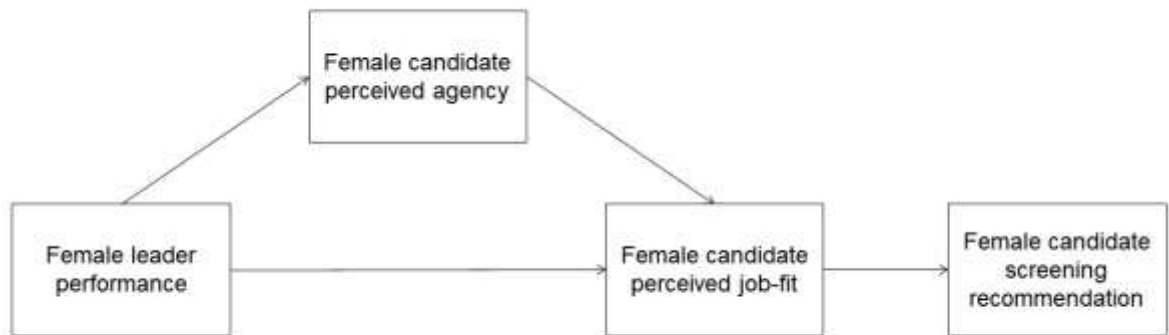 Female candidate
perceived agency
Female leader
performance
Female candidate
perceived job-fit
Female candidate
screening
recommendation